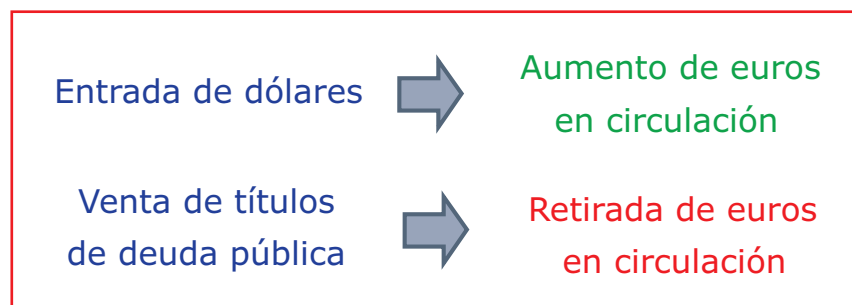 Entrada de dólares
Aumento de euros
en circulación
Venta de títulos
de deuda pública
Retirada de euros
en circulación